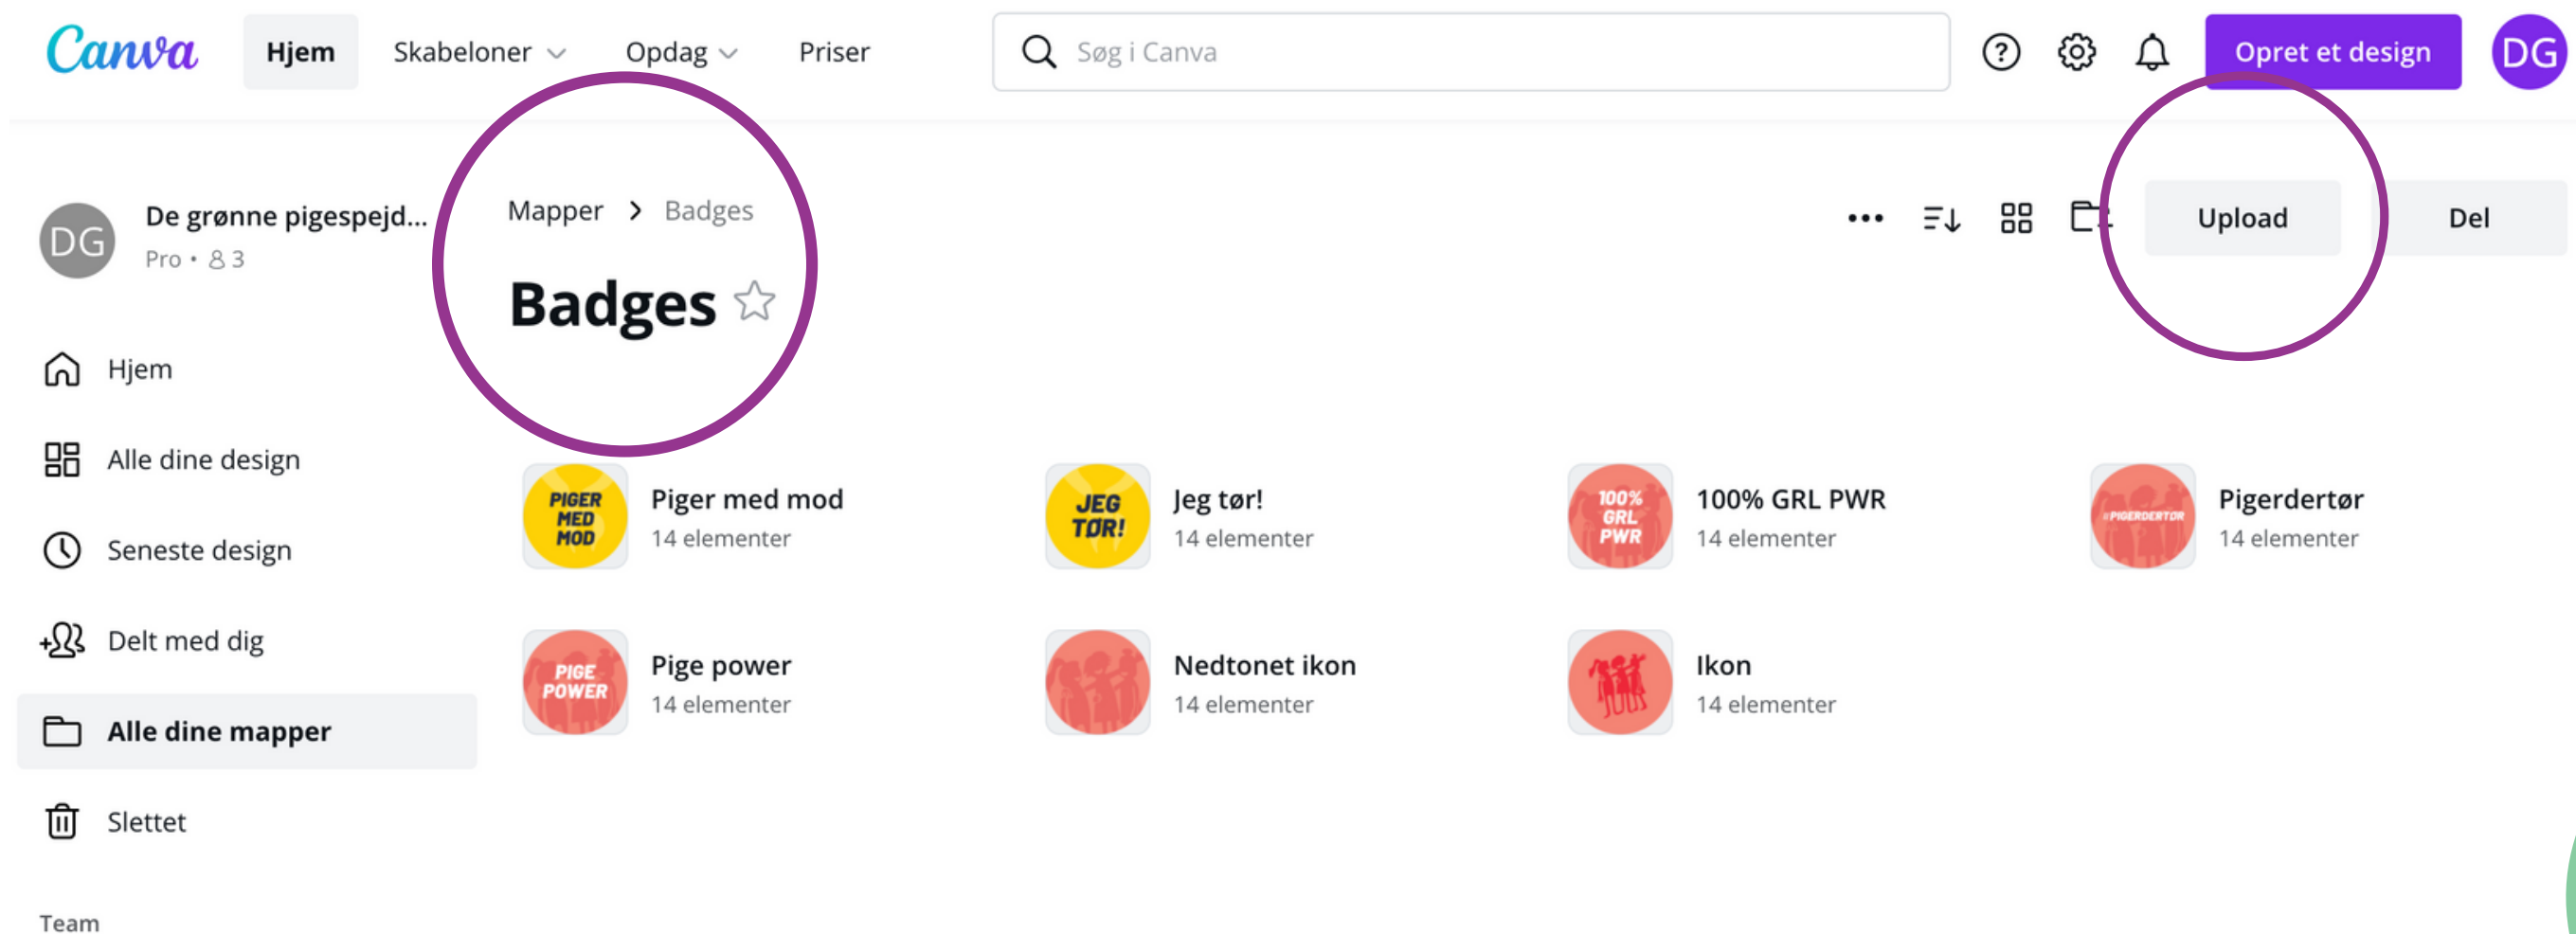 Canva Hjem Skabeloner Opdag Priser Søg i Canva Opret et design DG
DG De grønne pigespejd...
Pro • 3
Mapper > Badges
Badges
Upload Del
Hjem
Alle dine design
Seneste design
Delt med dig
Alle dine mapper
Slettet
Team
PIGER
MED
MOD
Piger med mod
14 elementer
JEG
TØR!
Jeg tør!
14 elementer
100%
GRL
PWR
100% GRL PWR
14 elementer
#PIGERDERTØR
Pigerdertør
14 elementer
PIGE
POWER
Pige power
14 elementer
Nedtonet ikon
14 elementer
Ikon
14 elementer